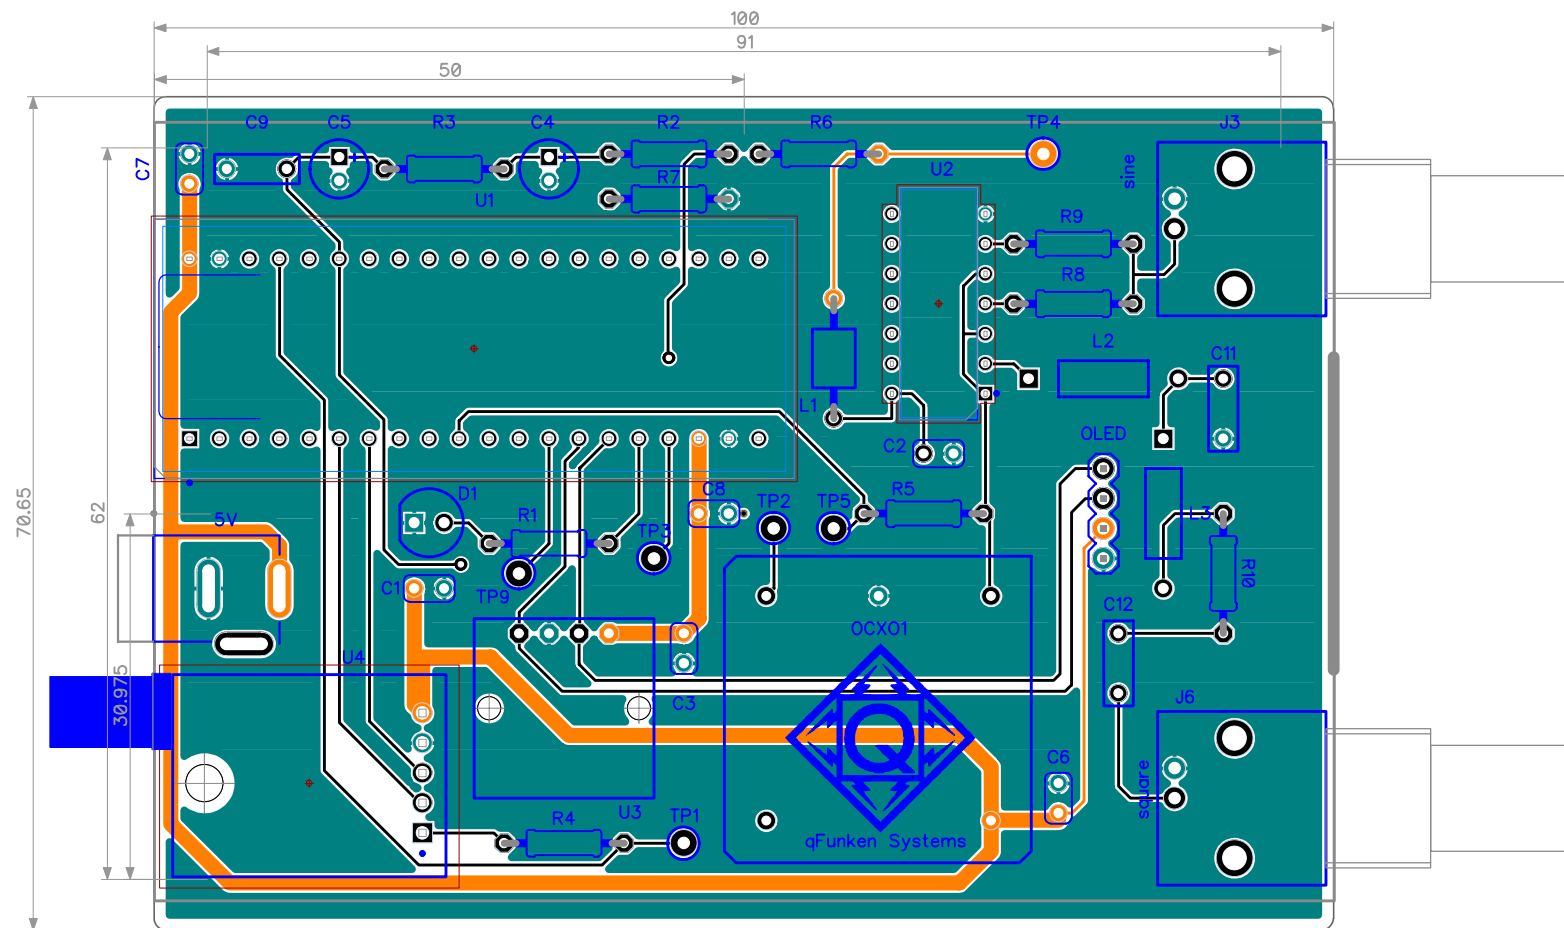 100
91
50
C9
C5
R3
C4
R2
R6
TP4
J3
C7
R7
U2
sine
U1
R9
R8
L2
C11
L1
OLED
C2
D1
C8
R5
TP2
TP5
L3
5V
R1
TP3
70.65
62
C1
TP9
R10
C12
OCXO1
U4
30.975
C3
J6
Q
C6
square
R4
U3
TP1
qFunken Systems